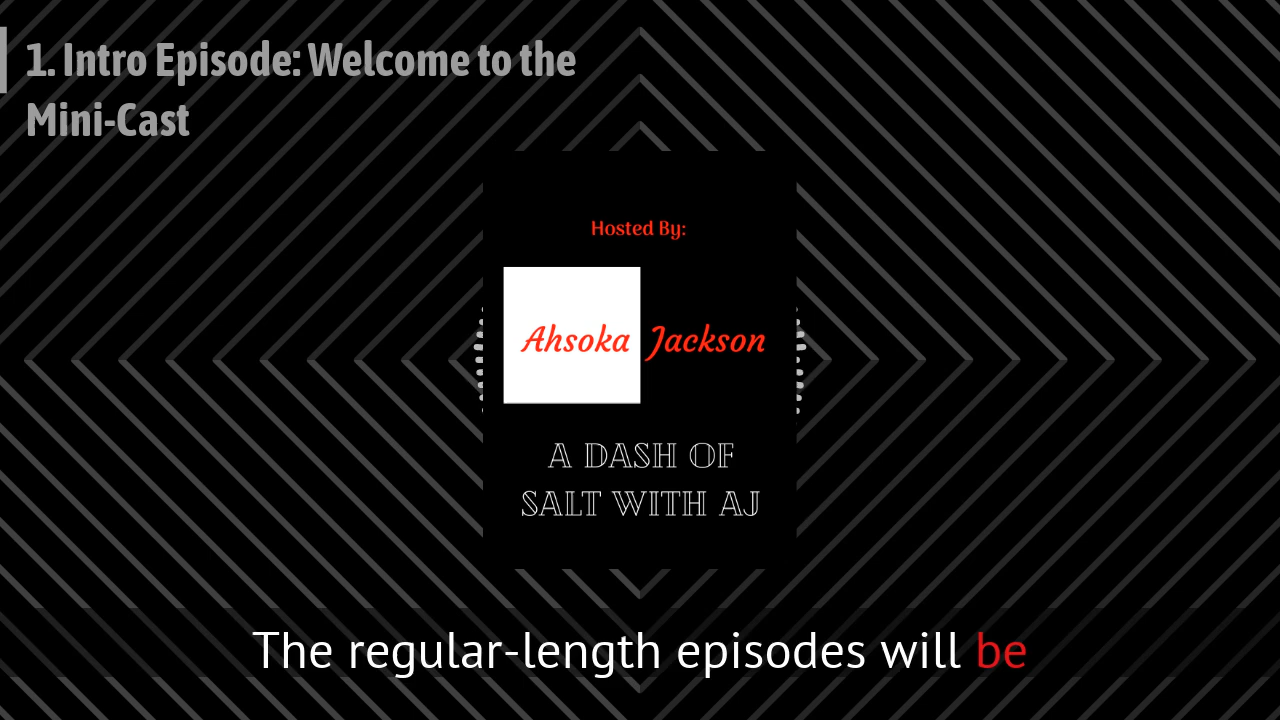 1. Intro Episode: Welcome to the
Mini-Cast
Hosted By:
Ahsoka Jackson
A DASH OF
SALT WITH AJ
The regular-length episodes will be